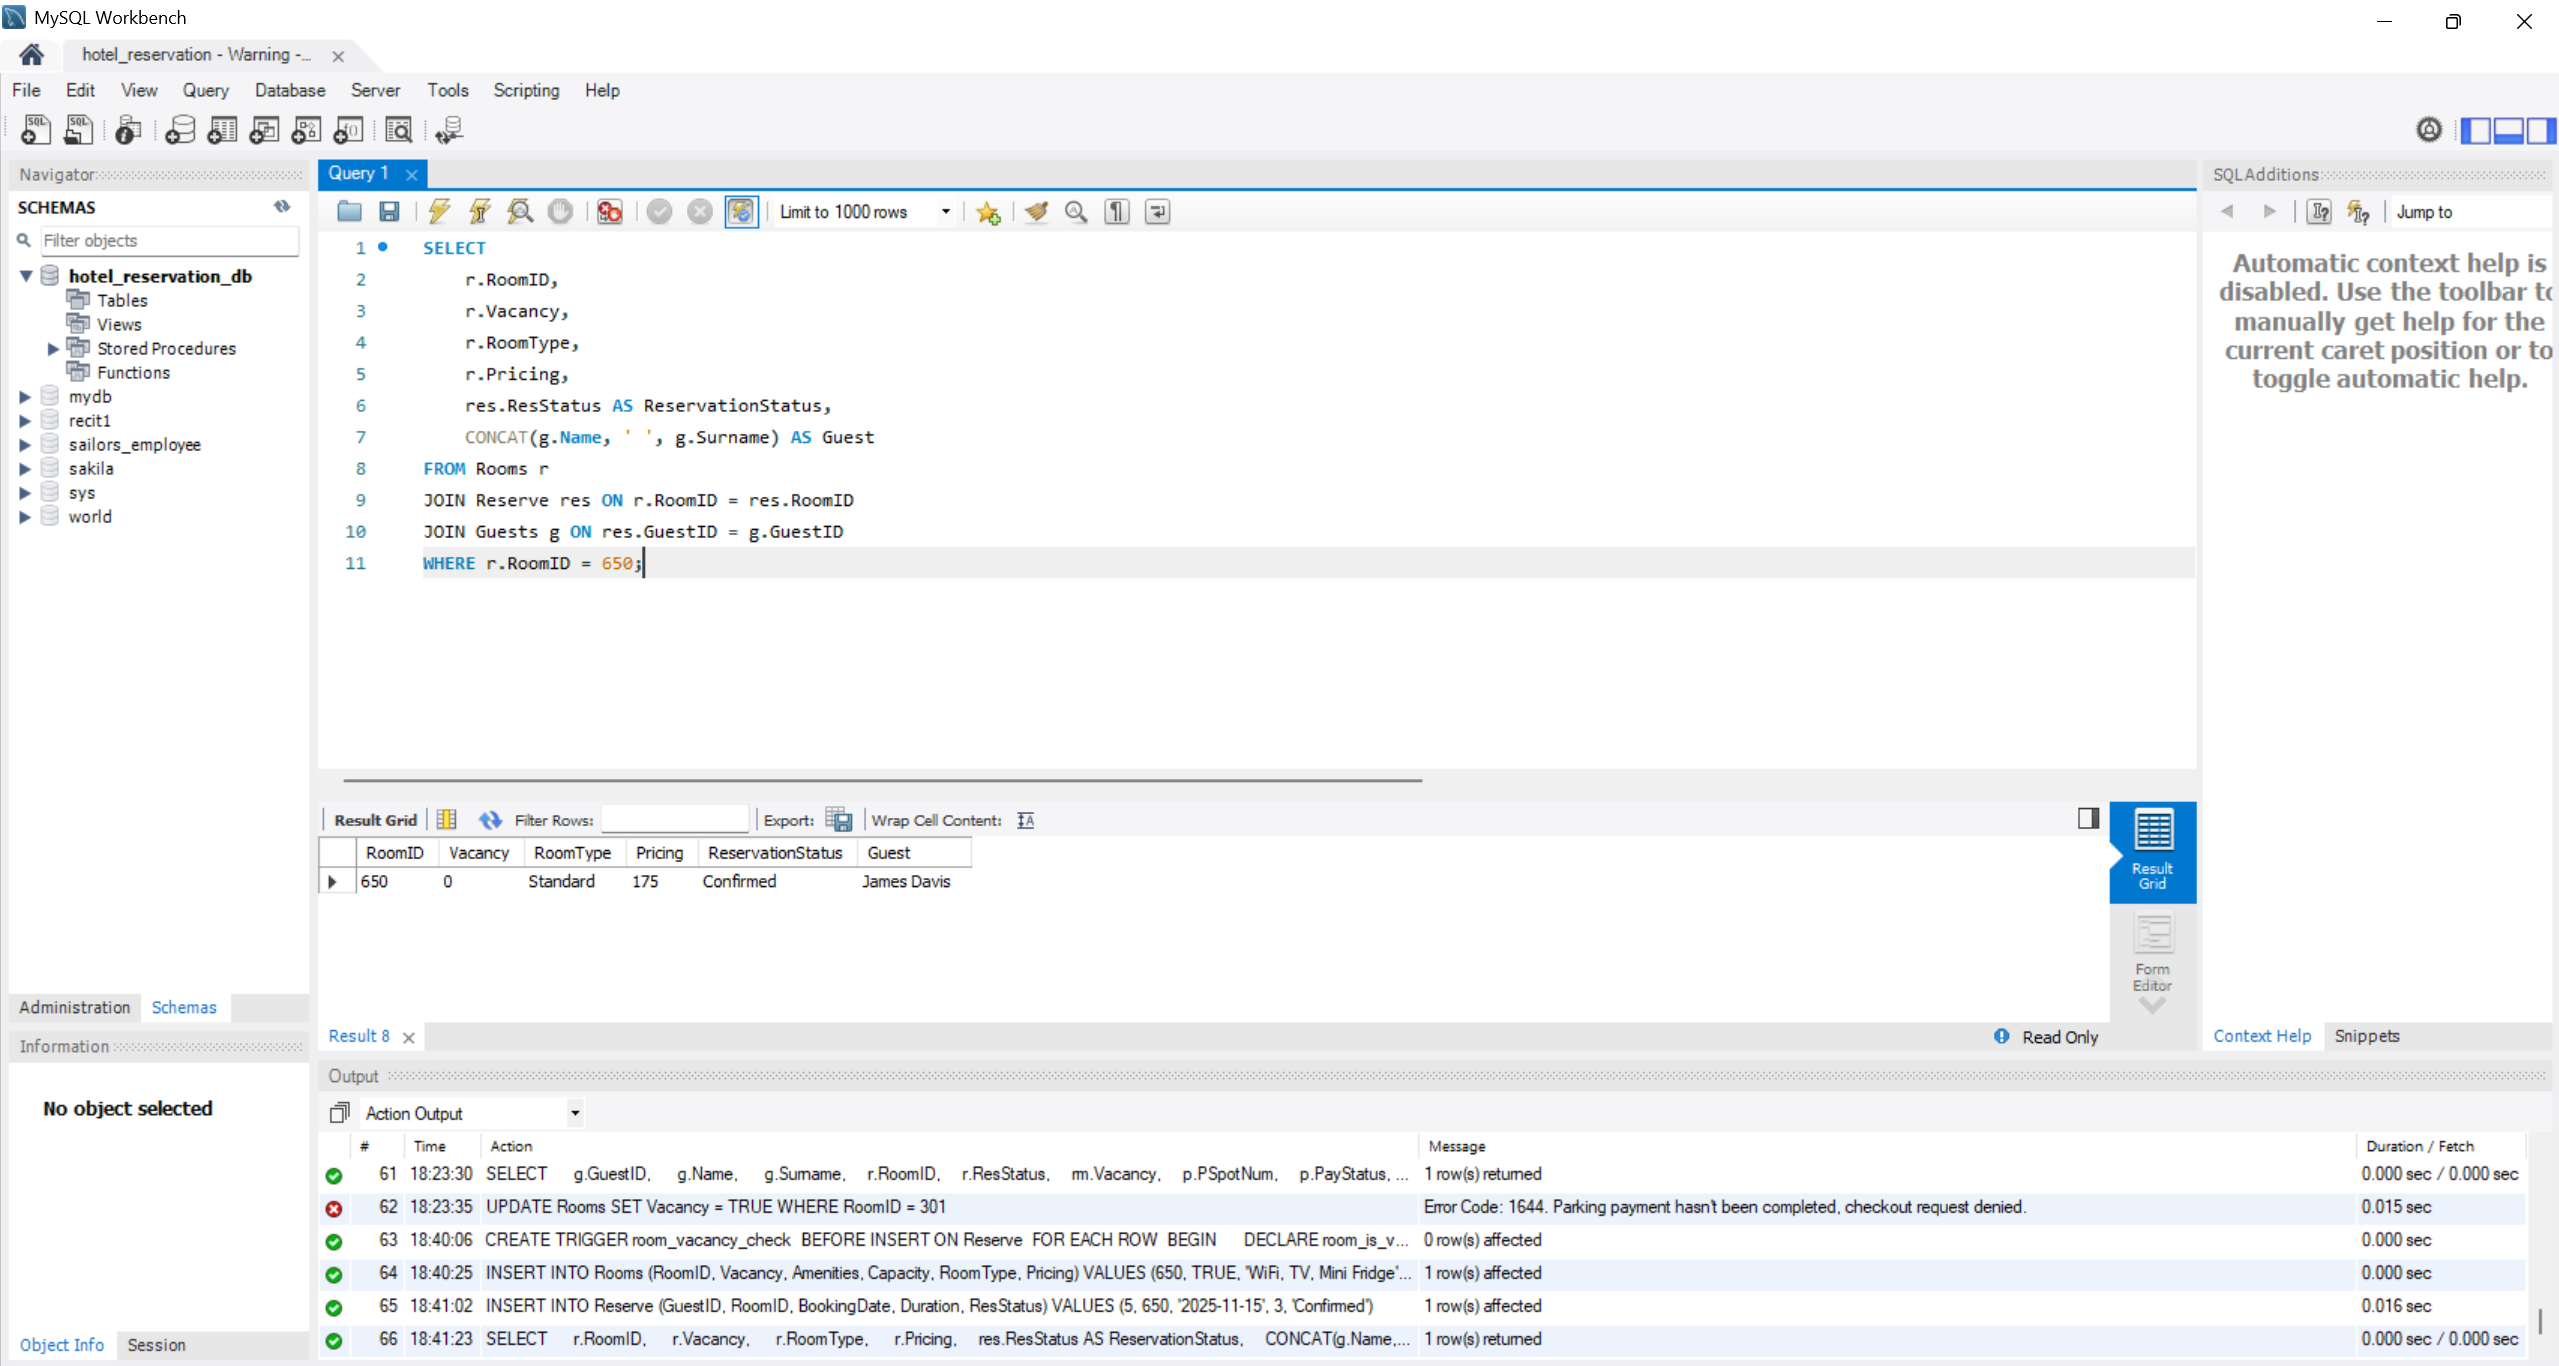 MySQL Workbench
hotel_reservation - Warning -...
File Edit View Query Database Server Tools Scripting Help
Navigator
SCHEMAS
Filter objects
hotel_reservation_db
Tables
Views
Stored Procedures
Functions
mydb
recit1
sailors_employee
sakila
sys
world
Administration Schemas
Information
No object selected
Object Info Session
Query 1
Limit to 1000 rows
1 SELECT
2 r.RoomID,
3 r.Vacancy,
4 r.RoomType,
5 r.Pricing,
6 res.ResStatus AS ReservationStatus,
7 CONCAT(g.Name, ' ', g.Surname) AS Guest
8 FROM Rooms r
9 JOIN Reserve res ON r.RoomID = res.RoomID
10 JOIN Guests g ON res.GuestID = g.GuestID
11 WHERE r.RoomID = 650;
Result Grid Filter Rows: Export: Wrap Cell Content:
RoomID Vacancy RoomType Pricing ReservationStatus Guest
650 0 Standard 175 Confirmed James Davis
Result
Grid
Form
Editor
Result 8
Read Only
SQLAdditions
Jump to
Automatic context help is
disabled. Use the toolbar to
manually get help for the
current caret position or to
toggle automatic help.
Context Help Snippets
Output
Action Output
# Time Action Message Duration / Fetch
61 18:23:30 SELECT g.GuestID, g.Name, g.Surname, r.RoomID, r.ResStatus, rm.Vacancy, p.PSpotNum, p.PayStatus, ... 1 row(s) returned 0.000 sec / 0.000 sec
62 18:23:35 UPDATE Rooms SET Vacancy = TRUE WHERE RoomID = 301 Error Code: 1644. Parking payment hasn't been completed, checkout request denied. 0.015 sec
63 18:40:06 CREATE TRIGGER room_vacancy_check BEFORE INSERT ON Reserve FOR EACH ROW BEGIN DECLARE room_is_v... 0 row(s) affected 0.000 sec
64 18:40:25 INSERT INTO Rooms (RoomID, Vacancy, Amenities, Capacity, RoomType, Pricing) VALUES (650, TRUE, 'WiFi, TV, Mini Fridge'... 1 row(s) affected 0.000 sec
65 18:41:02 INSERT INTO Reserve (GuestID, RoomID, BookingDate, Duration, ResStatus) VALUES (5, 650, '2025-11-15', 3, 'Confirmed') 1 row(s) affected 0.016 sec
66 18:41:23 SELECT r.RoomID, r.Vacancy, r.RoomType, r.Pricing, res.ResStatus AS ReservationStatus, CONCAT(g.Name,... 1 row(s) returned 0.000 sec / 0.000 sec